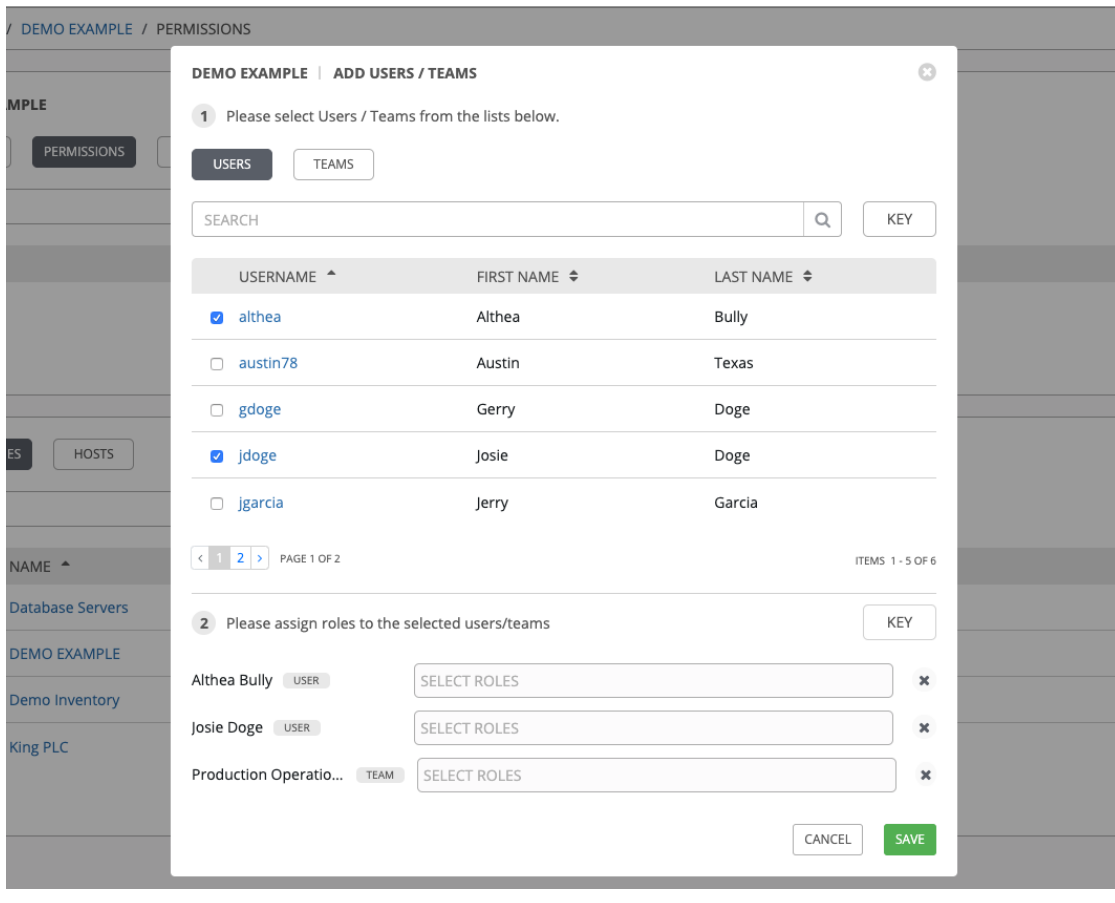 / DEMO EXAMPLE / PERMISSIONS
DEMO EXAMPLE | ADD USERS / TEAMS
1 Please select Users / Teams from the lists below.
USERS TEAMS
SEARCH KEY
USERNAME FIRST NAME LAST NAME
althea Althea Bully
austin78 Austin Texas
gdoge Gerry Doge
jdoge Josie Doge
jgarcia Jerry Garcia
< 1 2 > PAGE 1 OF 2 ITEMS 1 - 5 OF 6
2 Please assign roles to the selected users/teams KEY
Althea Bully USER SELECT ROLES
Josie Doge USER SELECT ROLES
Production Operatio... TEAM SELECT ROLES
CANCEL SAVE
MPLE
PERMISSIONS
ES HOSTS
NAME
Database Servers
DEMO EXAMPLE
Demo Inventory
King PLC